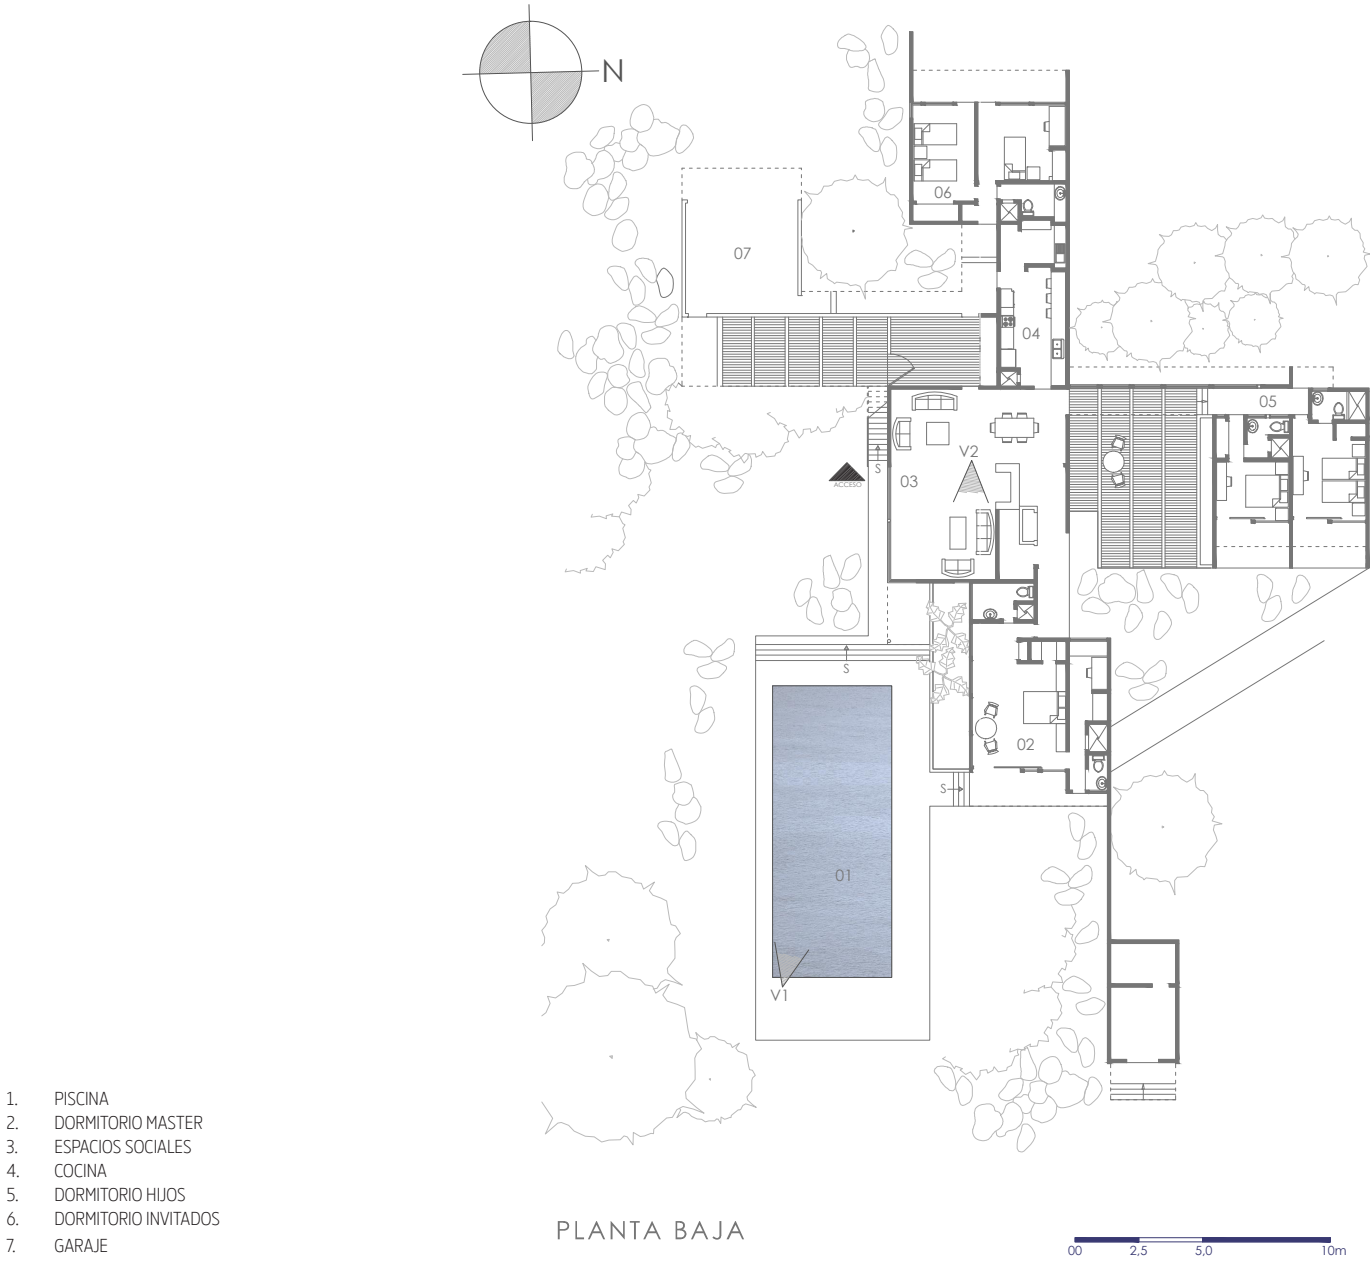 N
06
07
04
05
V2
03
S
ACCESO
S
02
S
01
V1
1. PISCINA
2. DORMITORIO MASTER
3. ESPACIOS SOCIALES
4. COCINA
5. DORMITORIO HIJOS
6. DORMITORIO INVITADOS
7. GARAJE
PLANTA BAJA
00 2,5 5,0 10m